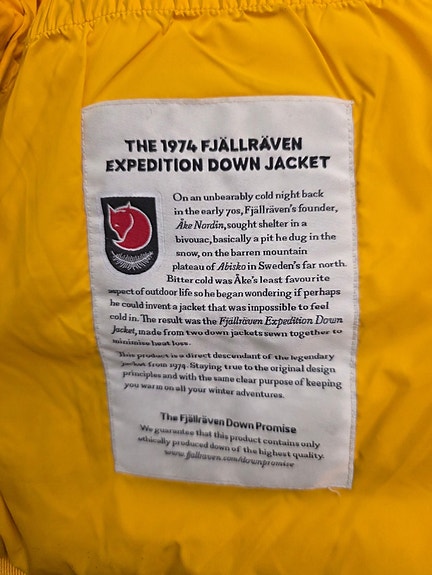 THE 1974 FJÄLLRÄVEN
EXPEDITION DOWN JACKET
On an unbearably cold night back
in the early 70s, Fjällräven's founder,
Åke Nordin, sought shelter in a
bivouac, basically a pit he dug in the
snow, on the barren mountain
plateau of Abisko in Sweden's far north.
Bitter cold was Åke's least favourite
aspect of outdoor life so he began wondering if perhaps
he could invent a jacket that was impossible to feel
cold in. The result was the Fjällräven Expedition Down
Jacket, made from two down jackets sewn together to
minimise heat loss.
This product is a direct descendant of the legendary
jacket from 1974. Staying true to the original design
principles and with the same clear purpose of keeping
you warm on all your winter adventures.
The Fjällräven Down Promise
We guarantee that this product contains only
ethically produced down of the highest quality.
www.fjallraven.com/downpromise